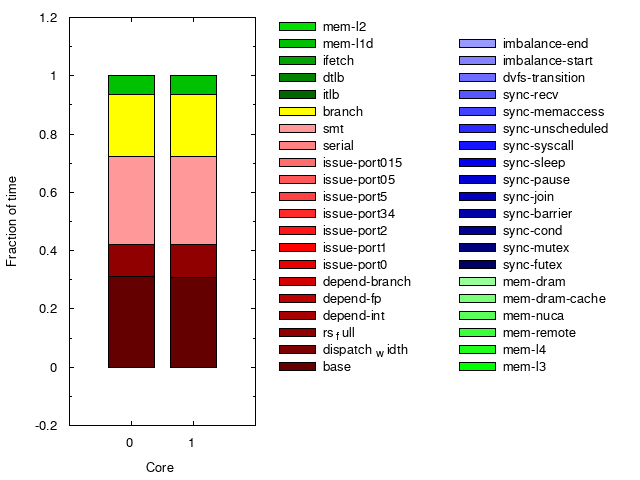 1.2
1
0.8
0.6
0.4
0.2
0
-0.2
Fraction of time
0 1
Core
mem-l2
mem-l1d
ifetch
dtlb
itlb
branch
smt
serial
issue-port015
issue-port05
issue-port5
issue-port34
issue-port2
issue-port1
issue-port0
depend-branch
depend-fp
depend-int
rs f ull
dispatch w idth
base
imbalance-end
imbalance-start
dvfs-transition
sync-recv
sync-memaccess
sync-unscheduled
sync-syscall
sync-sleep
sync-pause
sync-join
sync-barrier
sync-cond
sync-mutex
sync-futex
mem-dram
mem-dram-cache
mem-nuca
mem-remote
mem-l4
mem-l3